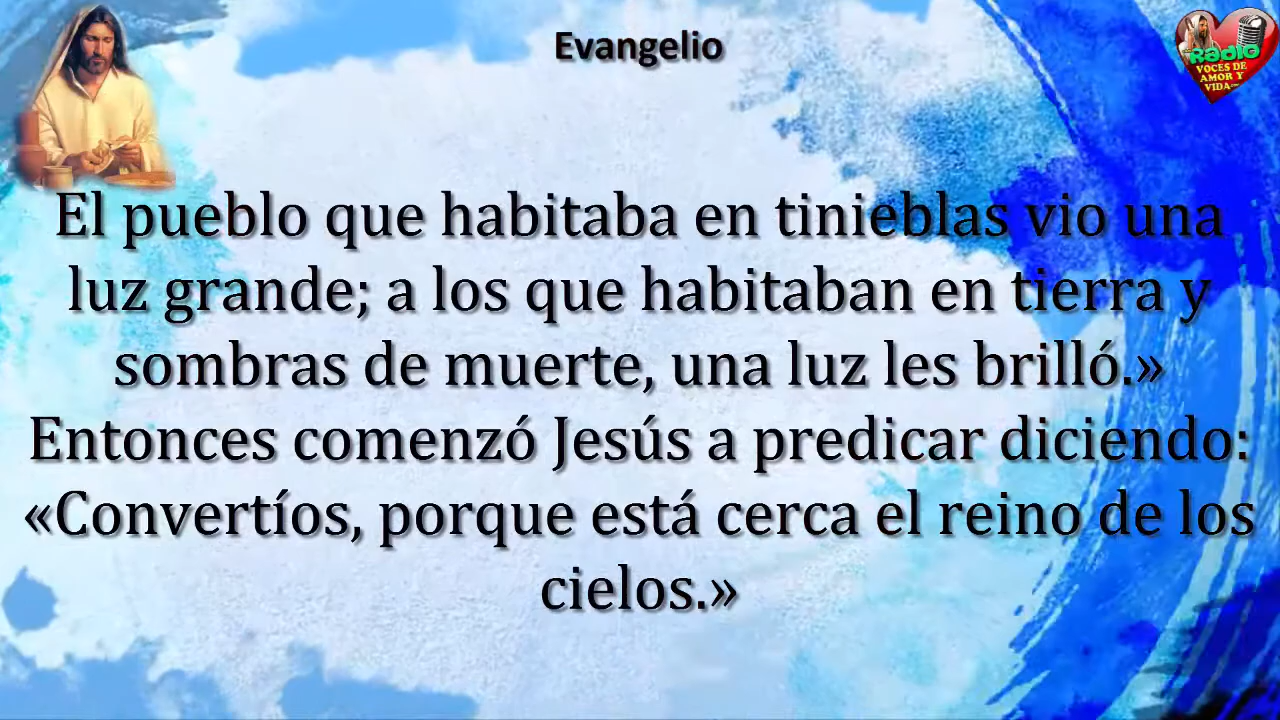 Evangelio
Radio
VOCES DE
AMOR Y
VIDA
El pueblo que habitaba en tinieblas vio una
luz grande; a los que habitaban en tierra y
sombras de muerte, una luz les brilló.»
Entonces comenzó Jesús a predicar diciendo:
«Convertíos, porque está cerca el reino de los
cielos.»